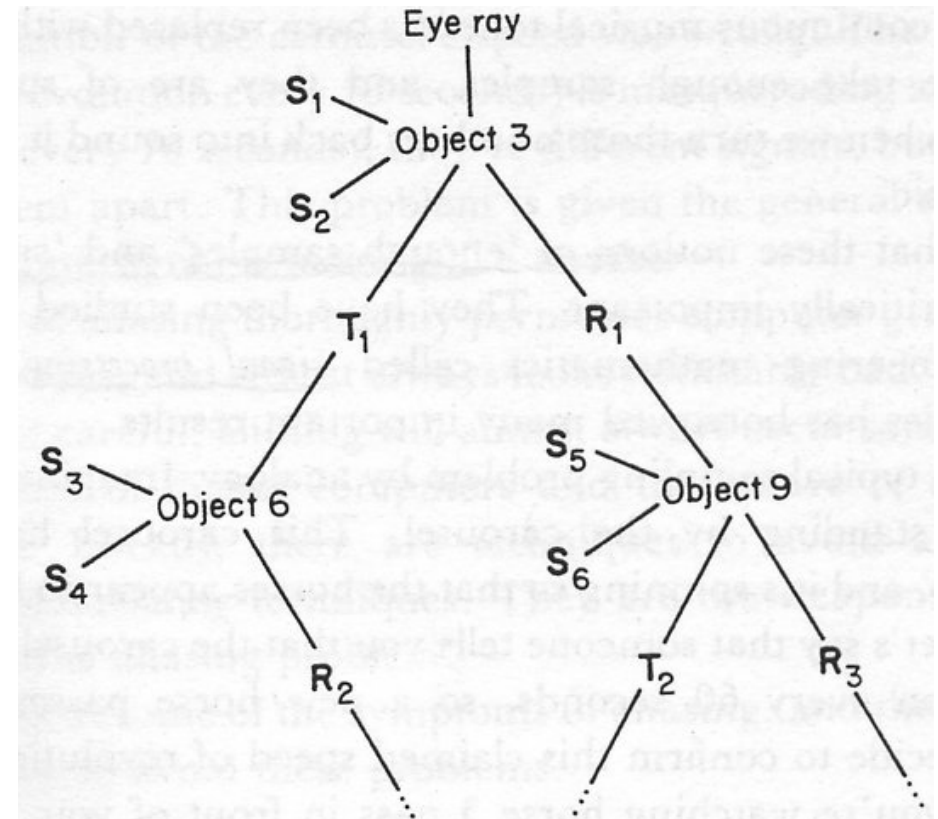 Eye ray
S1
Object 3
S2
T1
R1
S3
S5
Object 6
Object 9
S4
S6
R2
T2
R3